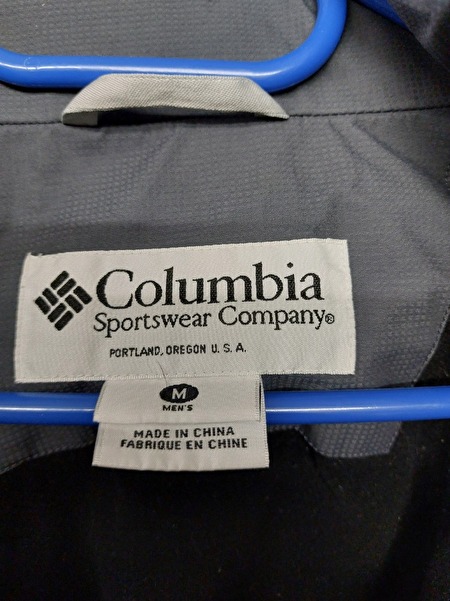 Columbia
Sportswear Company®
PORTLAND, OREGON U. S. A.
M
MEN'S
MADE IN CHINA
FABRIQUE EN CHINE